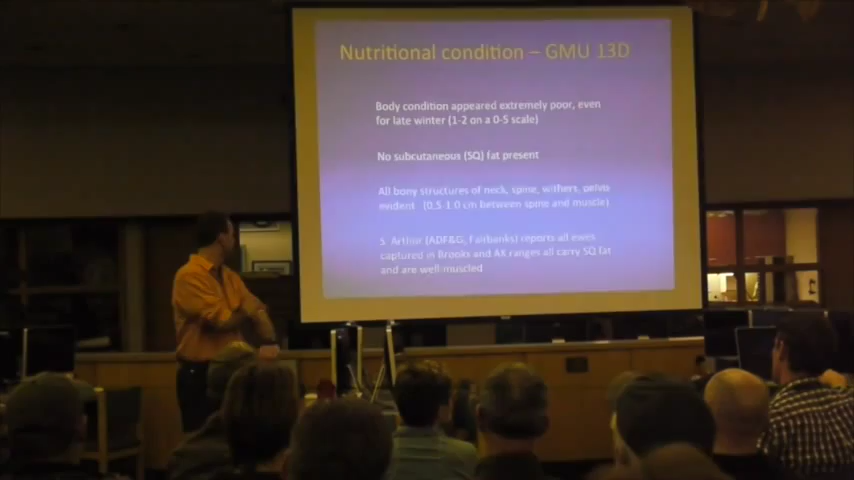 Nutritional condition – GMU 13D
Body condition appeared extremely poor, even
for late winter (1-2 on a 0-5 scale)
No subcutaneous (SQ) fat present
All bony structures of neck, spine, withers, pelvis
evident (0.5-1.0 cm between spine and muscle)
S. Arthur (ADF&G, Fairbanks) reports all ewes
captured in Brooks and AK ranges all carry SQ fat
and are well-muscled